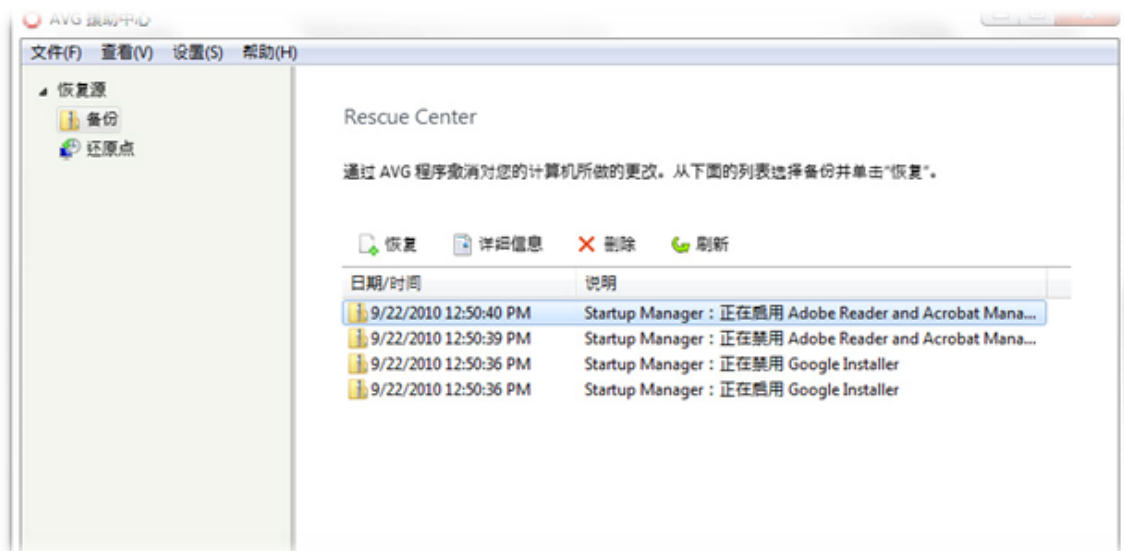 AVG 援助中心
文件(F) 查看(V) 设置(S) 帮助(H)
恢复源
备份
还原点
Rescue Center
通过 AVG 程序撤消对您的计算机所做的更改。从下面的列表选择备份并单击“恢复”。
恢复 详细信息 删除 刷新
日期/时间 说明
9/22/2010 12:50:40 PM Startup Manager：正在启用 Adobe Reader and Acrobat Mana...
9/22/2010 12:50:39 PM Startup Manager：正在禁用 Adobe Reader and Acrobat Mana...
9/22/2010 12:50:36 PM Startup Manager：正在禁用 Google Installer
9/22/2010 12:50:36 PM Startup Manager：正在启用 Google Installer